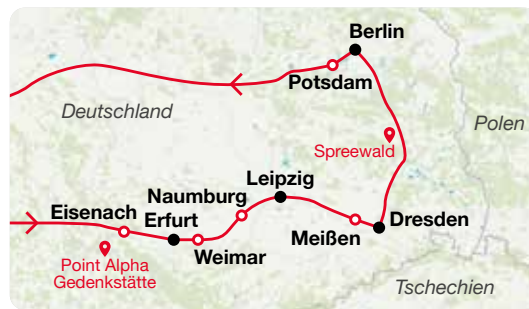 Berlin
Potsdam
Deutschland
Polen
Spreewald
Leipzig
Naumburg
Eisenach
Erfurt
Dresden
Meißen
Weimar
Point Alpha
Gedenkstätte
Tschechien